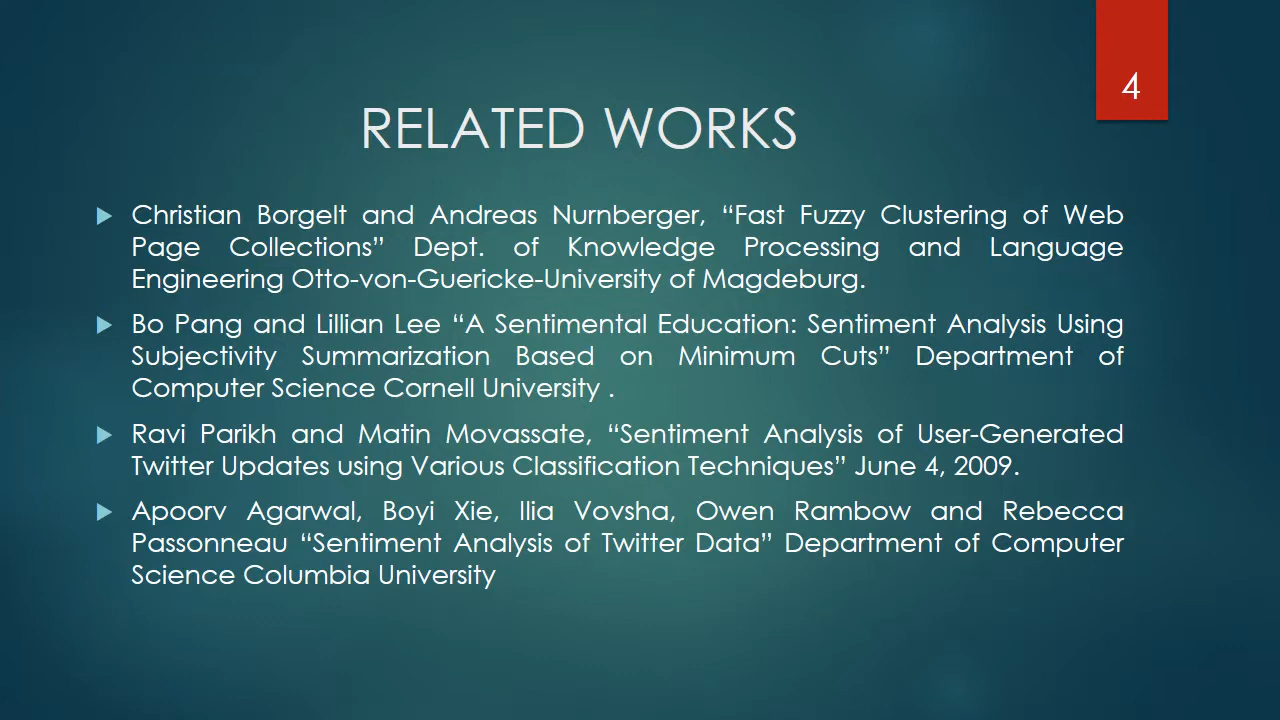 4
RELATED WORKS
Christian Borgelt and Andreas Nurnberger, “Fast Fuzzy Clustering of Web
Page Collections” Dept. of Knowledge Processing and Language
Engineering Otto-von-Guericke-University of Magdeburg.
Bo Pang and Lillian Lee “A Sentimental Education: Sentiment Analysis Using
Subjectivity Summarization Based on Minimum Cuts” Department of
Computer Science Cornell University .
Ravi Parikh and Matin Movassate, “Sentiment Analysis of User-Generated
Twitter Updates using Various Classification Techniques” June 4, 2009.
Apoorv Agarwal, Boyi Xie, Ilia Vovsha, Owen Rambow and Rebecca
Passonneau “Sentiment Analysis of Twitter Data” Department of Computer
Science Columbia University